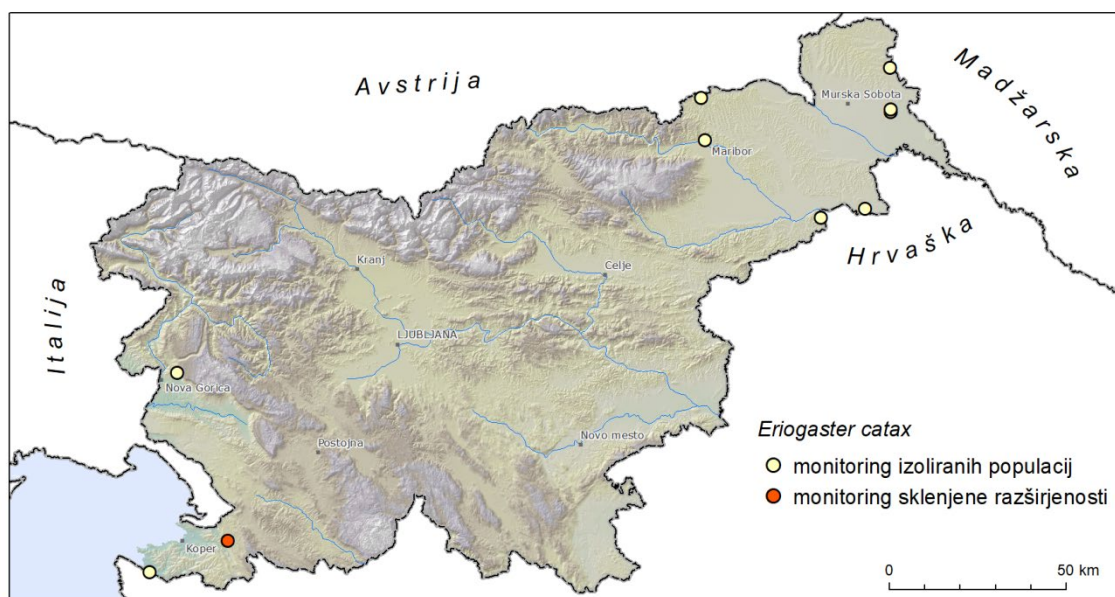 Avstrija
Madžarska
Murska Sobota
Maribor
Hrvaška
Italija
Kranj
Celje
LJUBLJANA
Nova Gorica
Postojna
Novo mesto
Koper
Eriogaster catax
monitoring izoliranih populacij
monitoring sklenjene razširjenosti
0 50 km